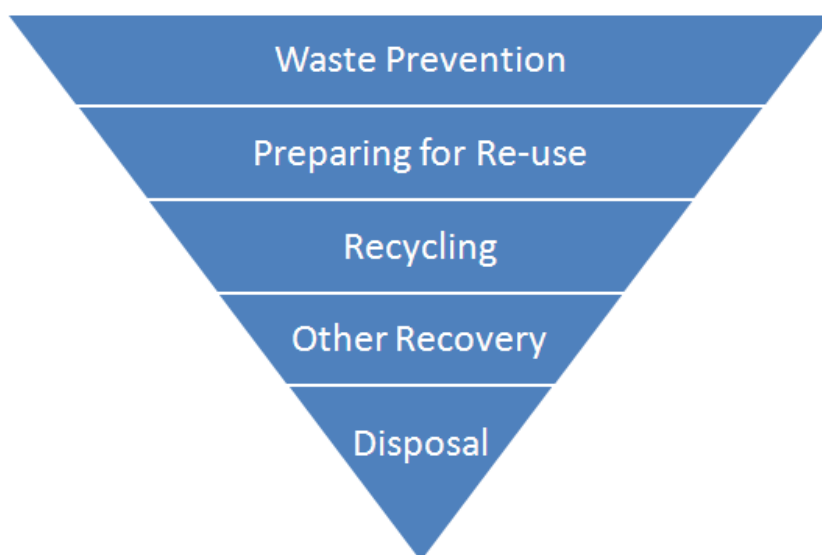 Waste Prevention
Preparing for Re-use
Recycling
Other Recovery
Disposal